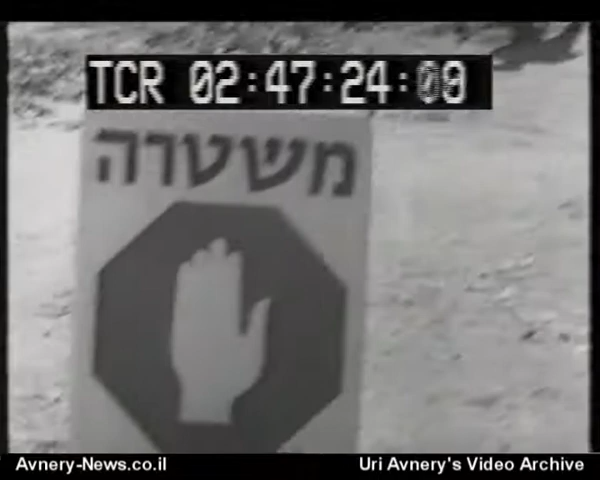 TCR 02:47:24:09
משטרה
Avnery-News.co.il
Uri Avnery's Video Archive